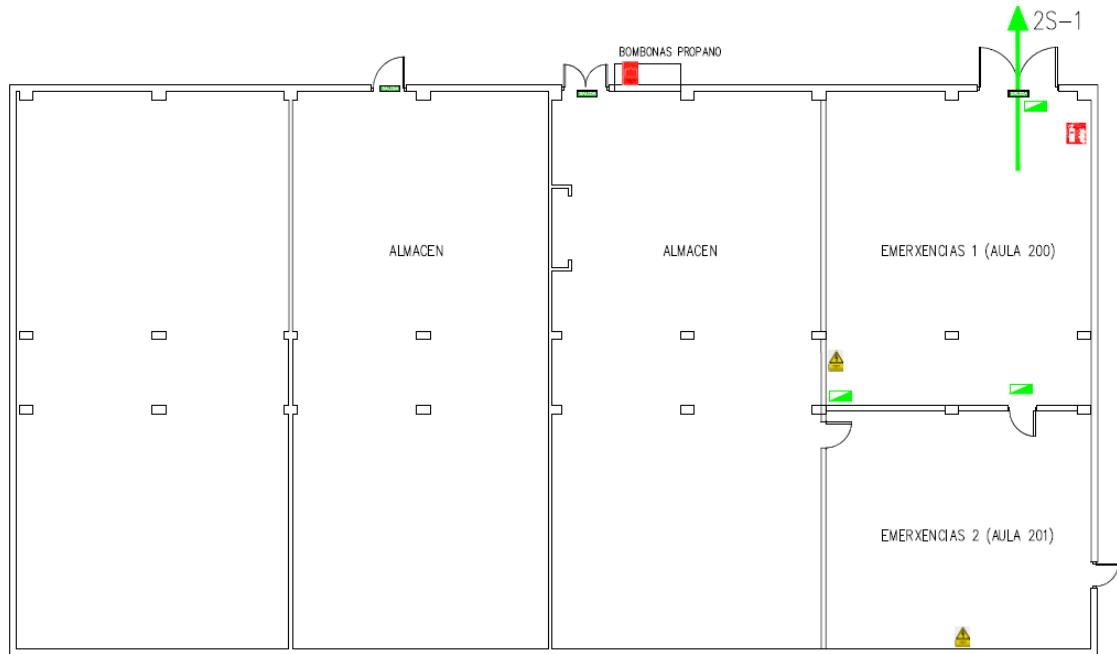 2S-1
BOMBONAS PROPANO
ALMACEN
ALMACEN
EMERXENCIAS 1 (AULA 200)
EMERXENCIAS 2 (AULA 201)